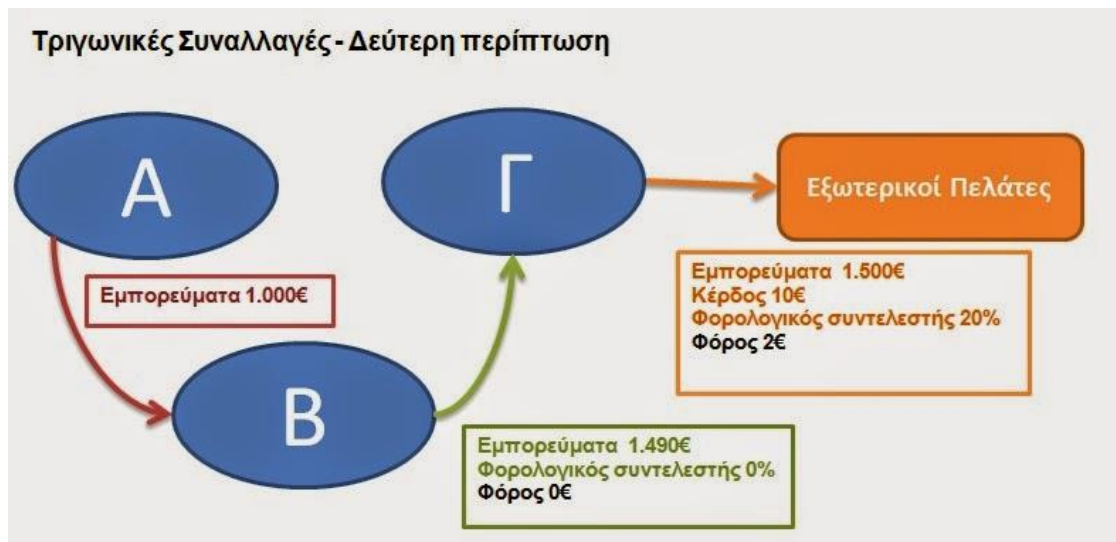 Τριγωνικές Συναλλαγές - Δεύτερη περίπτωση
Α
Γ
Εξωτερικοί Πελάτες
Εμπορεύματα 1.000€
Εμπορεύματα 1.500€
Κέρδος 10€
Φορολογικός συντελεστής 20%
Φόρος 2€
Β
Εμπορεύματα 1.490€
Φορολογικός συντελεστής 0%
Φόρος 0€